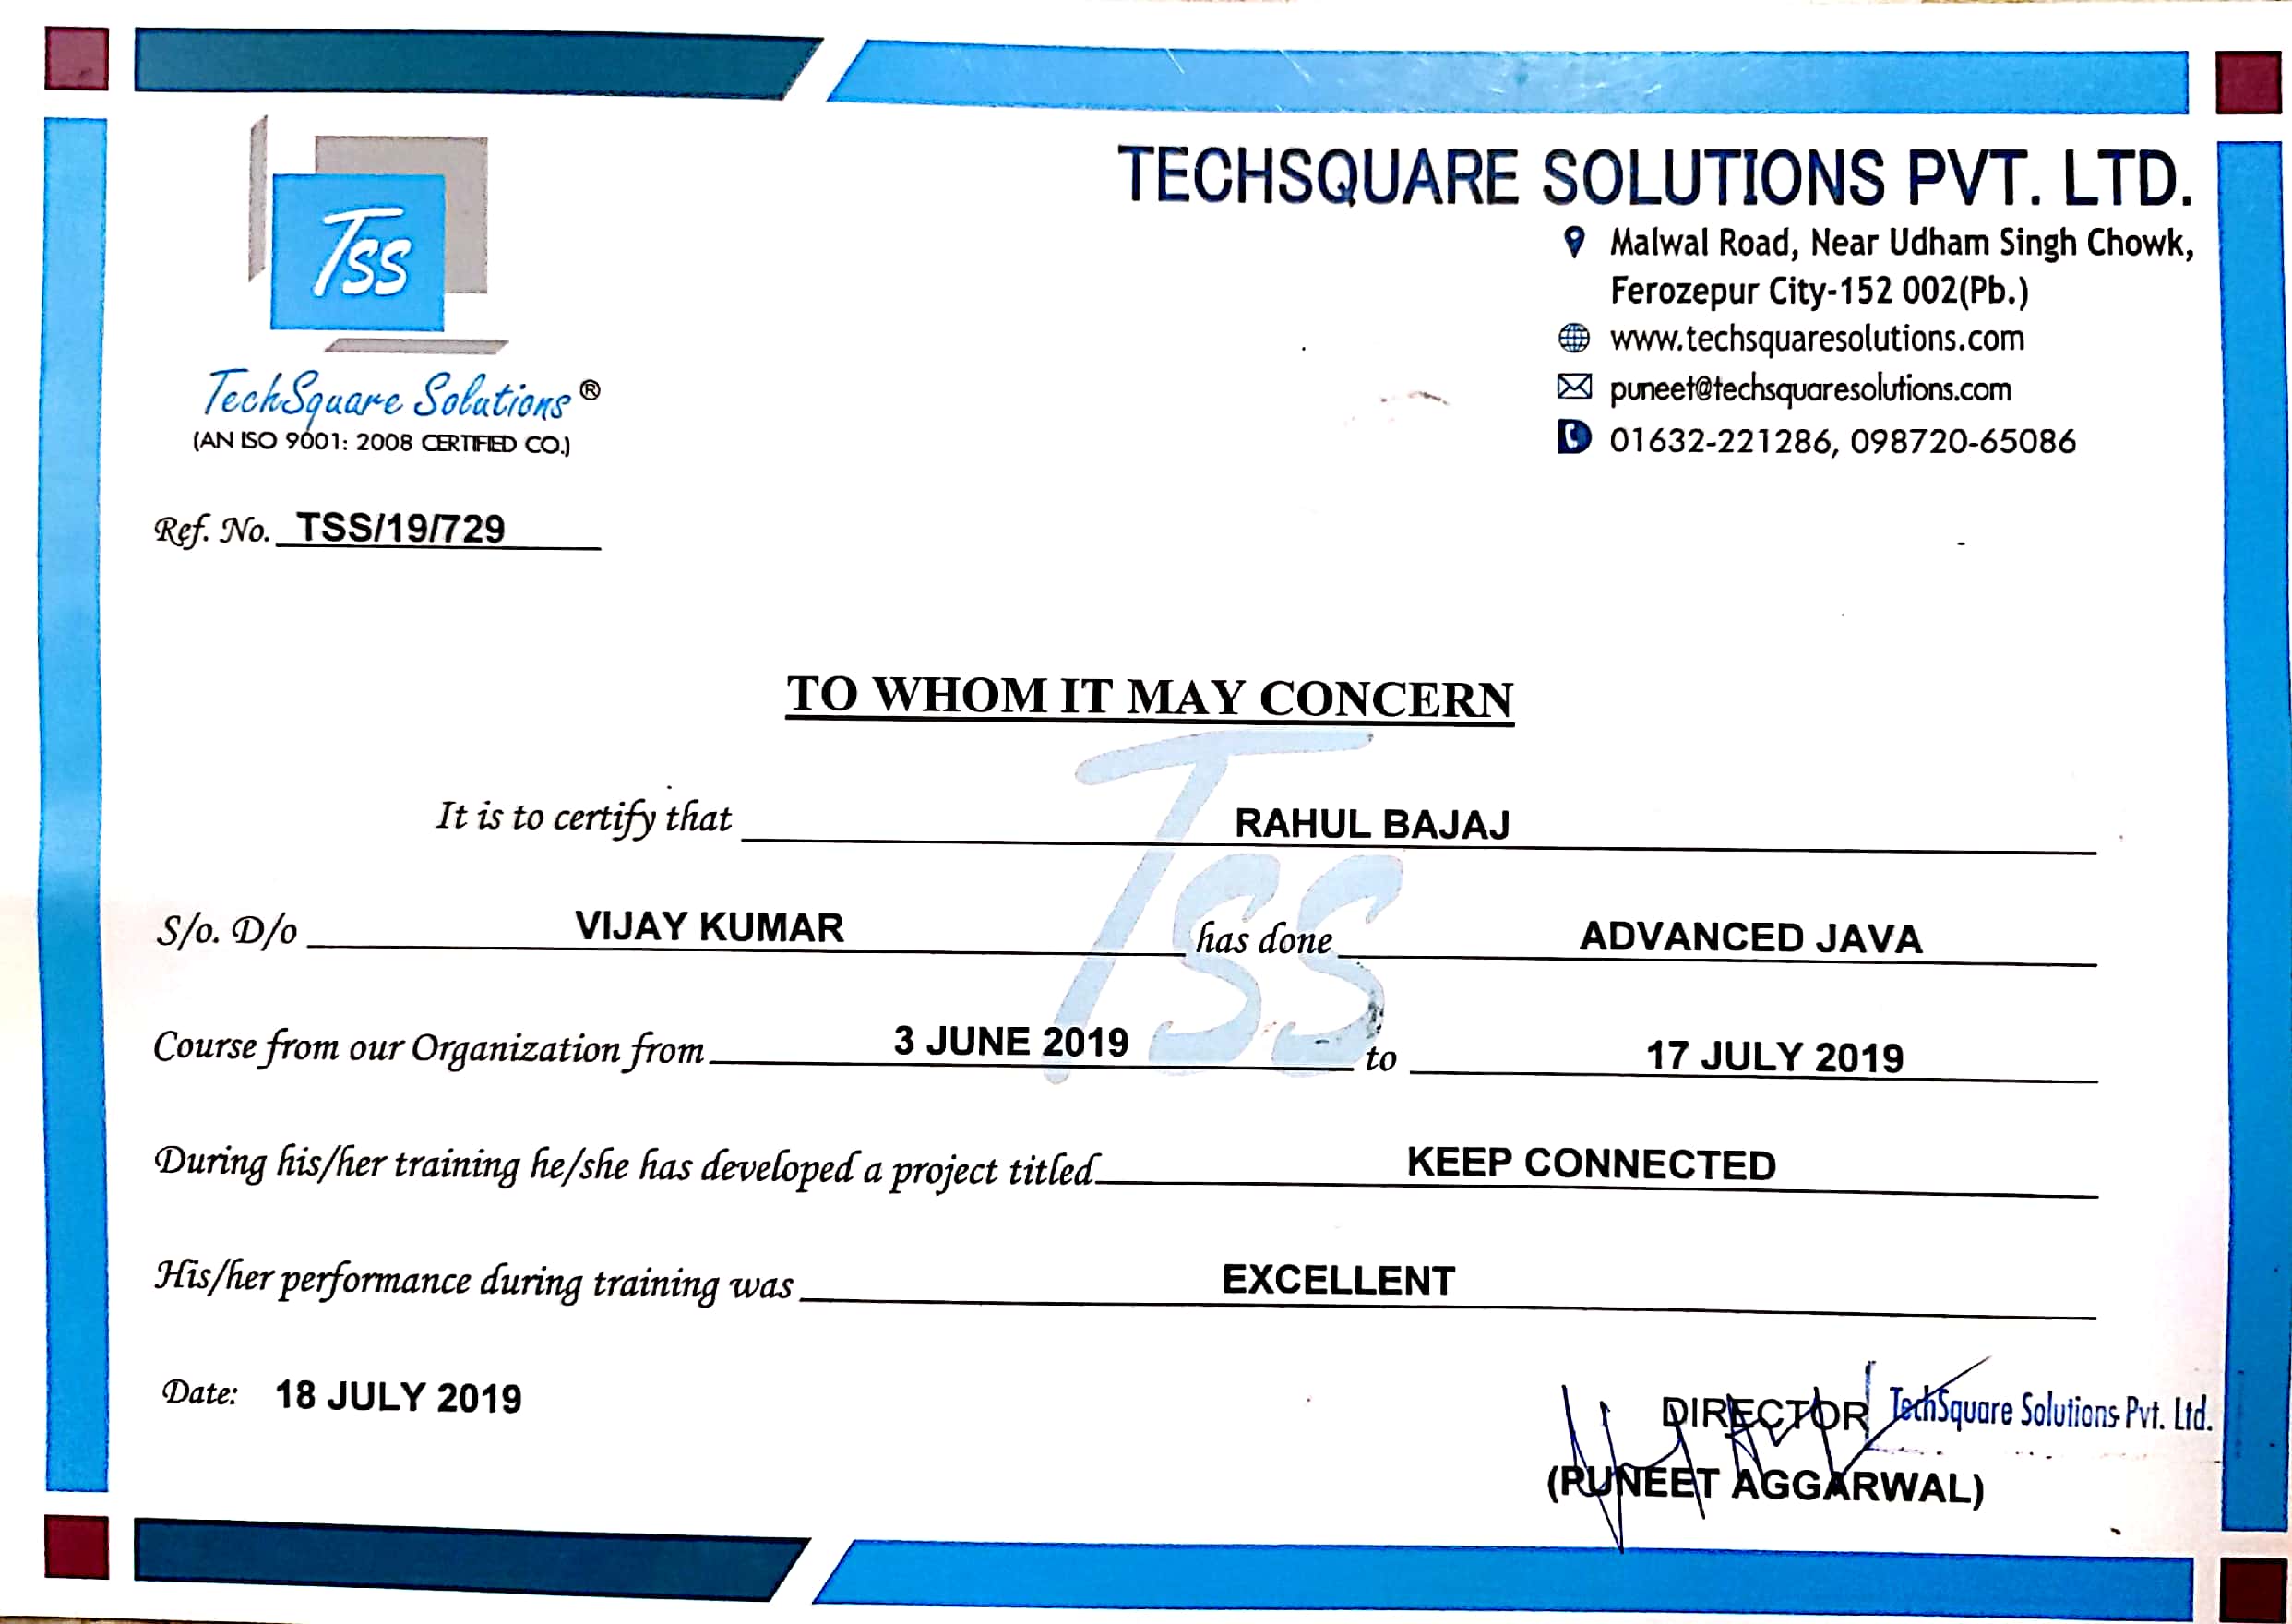 Tss
TechSquare Solutions ®
(AN ISO 9001: 2008 CERTIFIED CO.)
TECHSQUARE SOLUTIONS PVT. LTD.
Malwal Road, Near Udham Singh Chowk,
Ferozepur City-152 002(Pb.)
www.techsquaresolutions.com
puneet@techsquaresolutions.com
01632-221286, 098720-65086
Ref. No. TSS/19/729
TO WHOM IT MAY CONCERN
Tss
It is to certify that RAHUL BAJAJ
S/o. D/o VIJAY KUMAR has done ADVANCED JAVA
Course from our Organization from 3 JUNE 2019 to 17 JULY 2019
During his/her training he/she has developed a project titled KEEP CONNECTED
His/her performance during training was EXCELLENT
Date: 18 JULY 2019
DIRECTOR TechSquare Solutions Pvt. Ltd.
(PUNEET AGGARWAL)